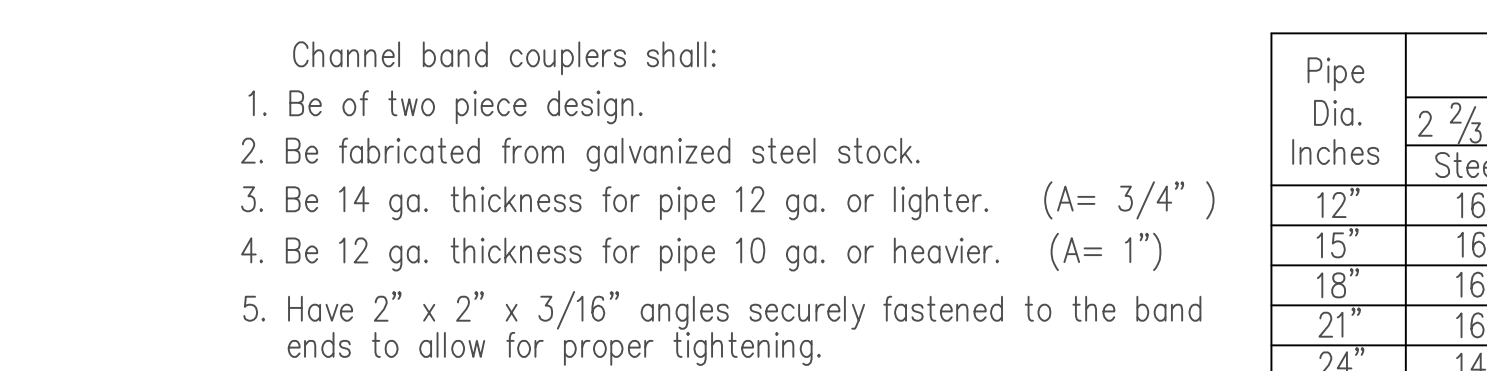 Channel band couplers shall:
1. Be of two piece design.
2. Be fabricated from galvanized steel stock.
3. Be 14 ga. thickness for pipe 12 ga. or lighter. (A= 3/4" )
4. Be 12 ga. thickness for pipe 10 ga. or heavier. (A= 1")
5. Have 2" x 2" x 3/16" angles securely fastened to the band
ends to allow for proper tightening.
Pipe
Dia.
Inches
2 2/3
12" 16
15" 16
18" 16
21" 16
24" 14